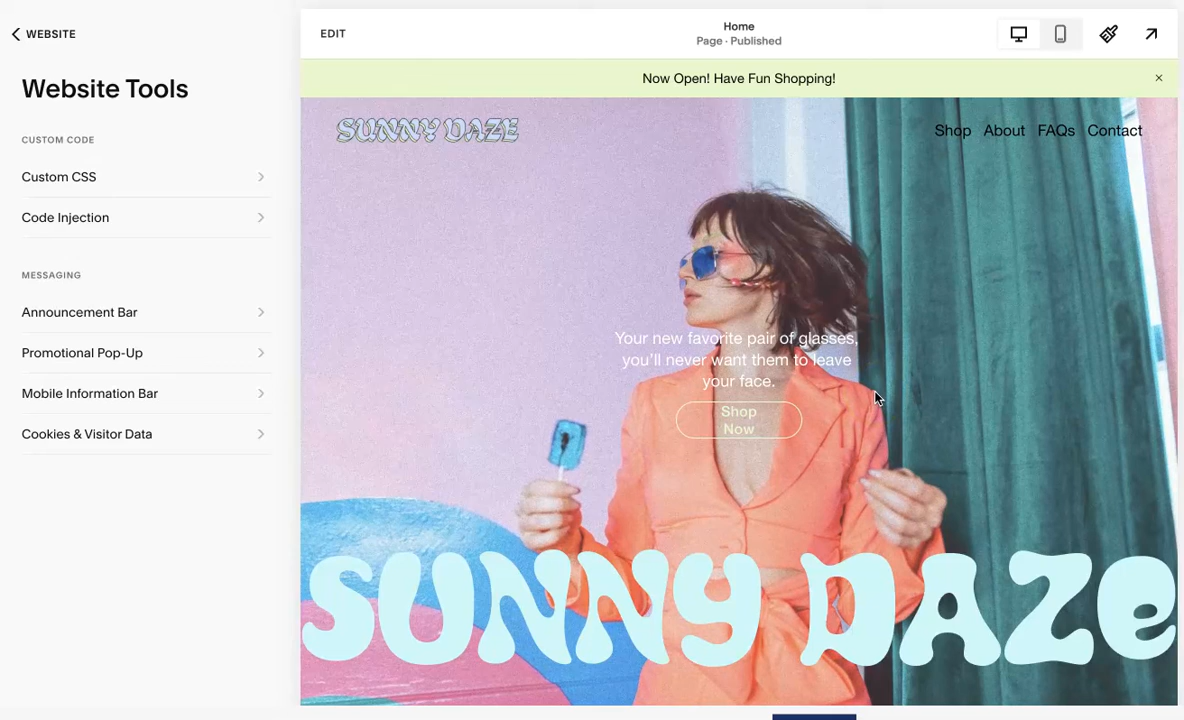 WEBSITE
Website Tools
CUSTOM CODE
Custom CSS
Code Injection
MESSAGING
Announcement Bar
Promotional Pop-Up
Mobile Information Bar
Cookies & Visitor Data
EDIT
Home
Page · Published
Now Open! Have Fun Shopping!
SUNNY DAZE
Shop About FAQs Contact
Your new favorite pair of glasses,
you'll never want them to leave
your face.
Shop
Now
SUNNY DAZE